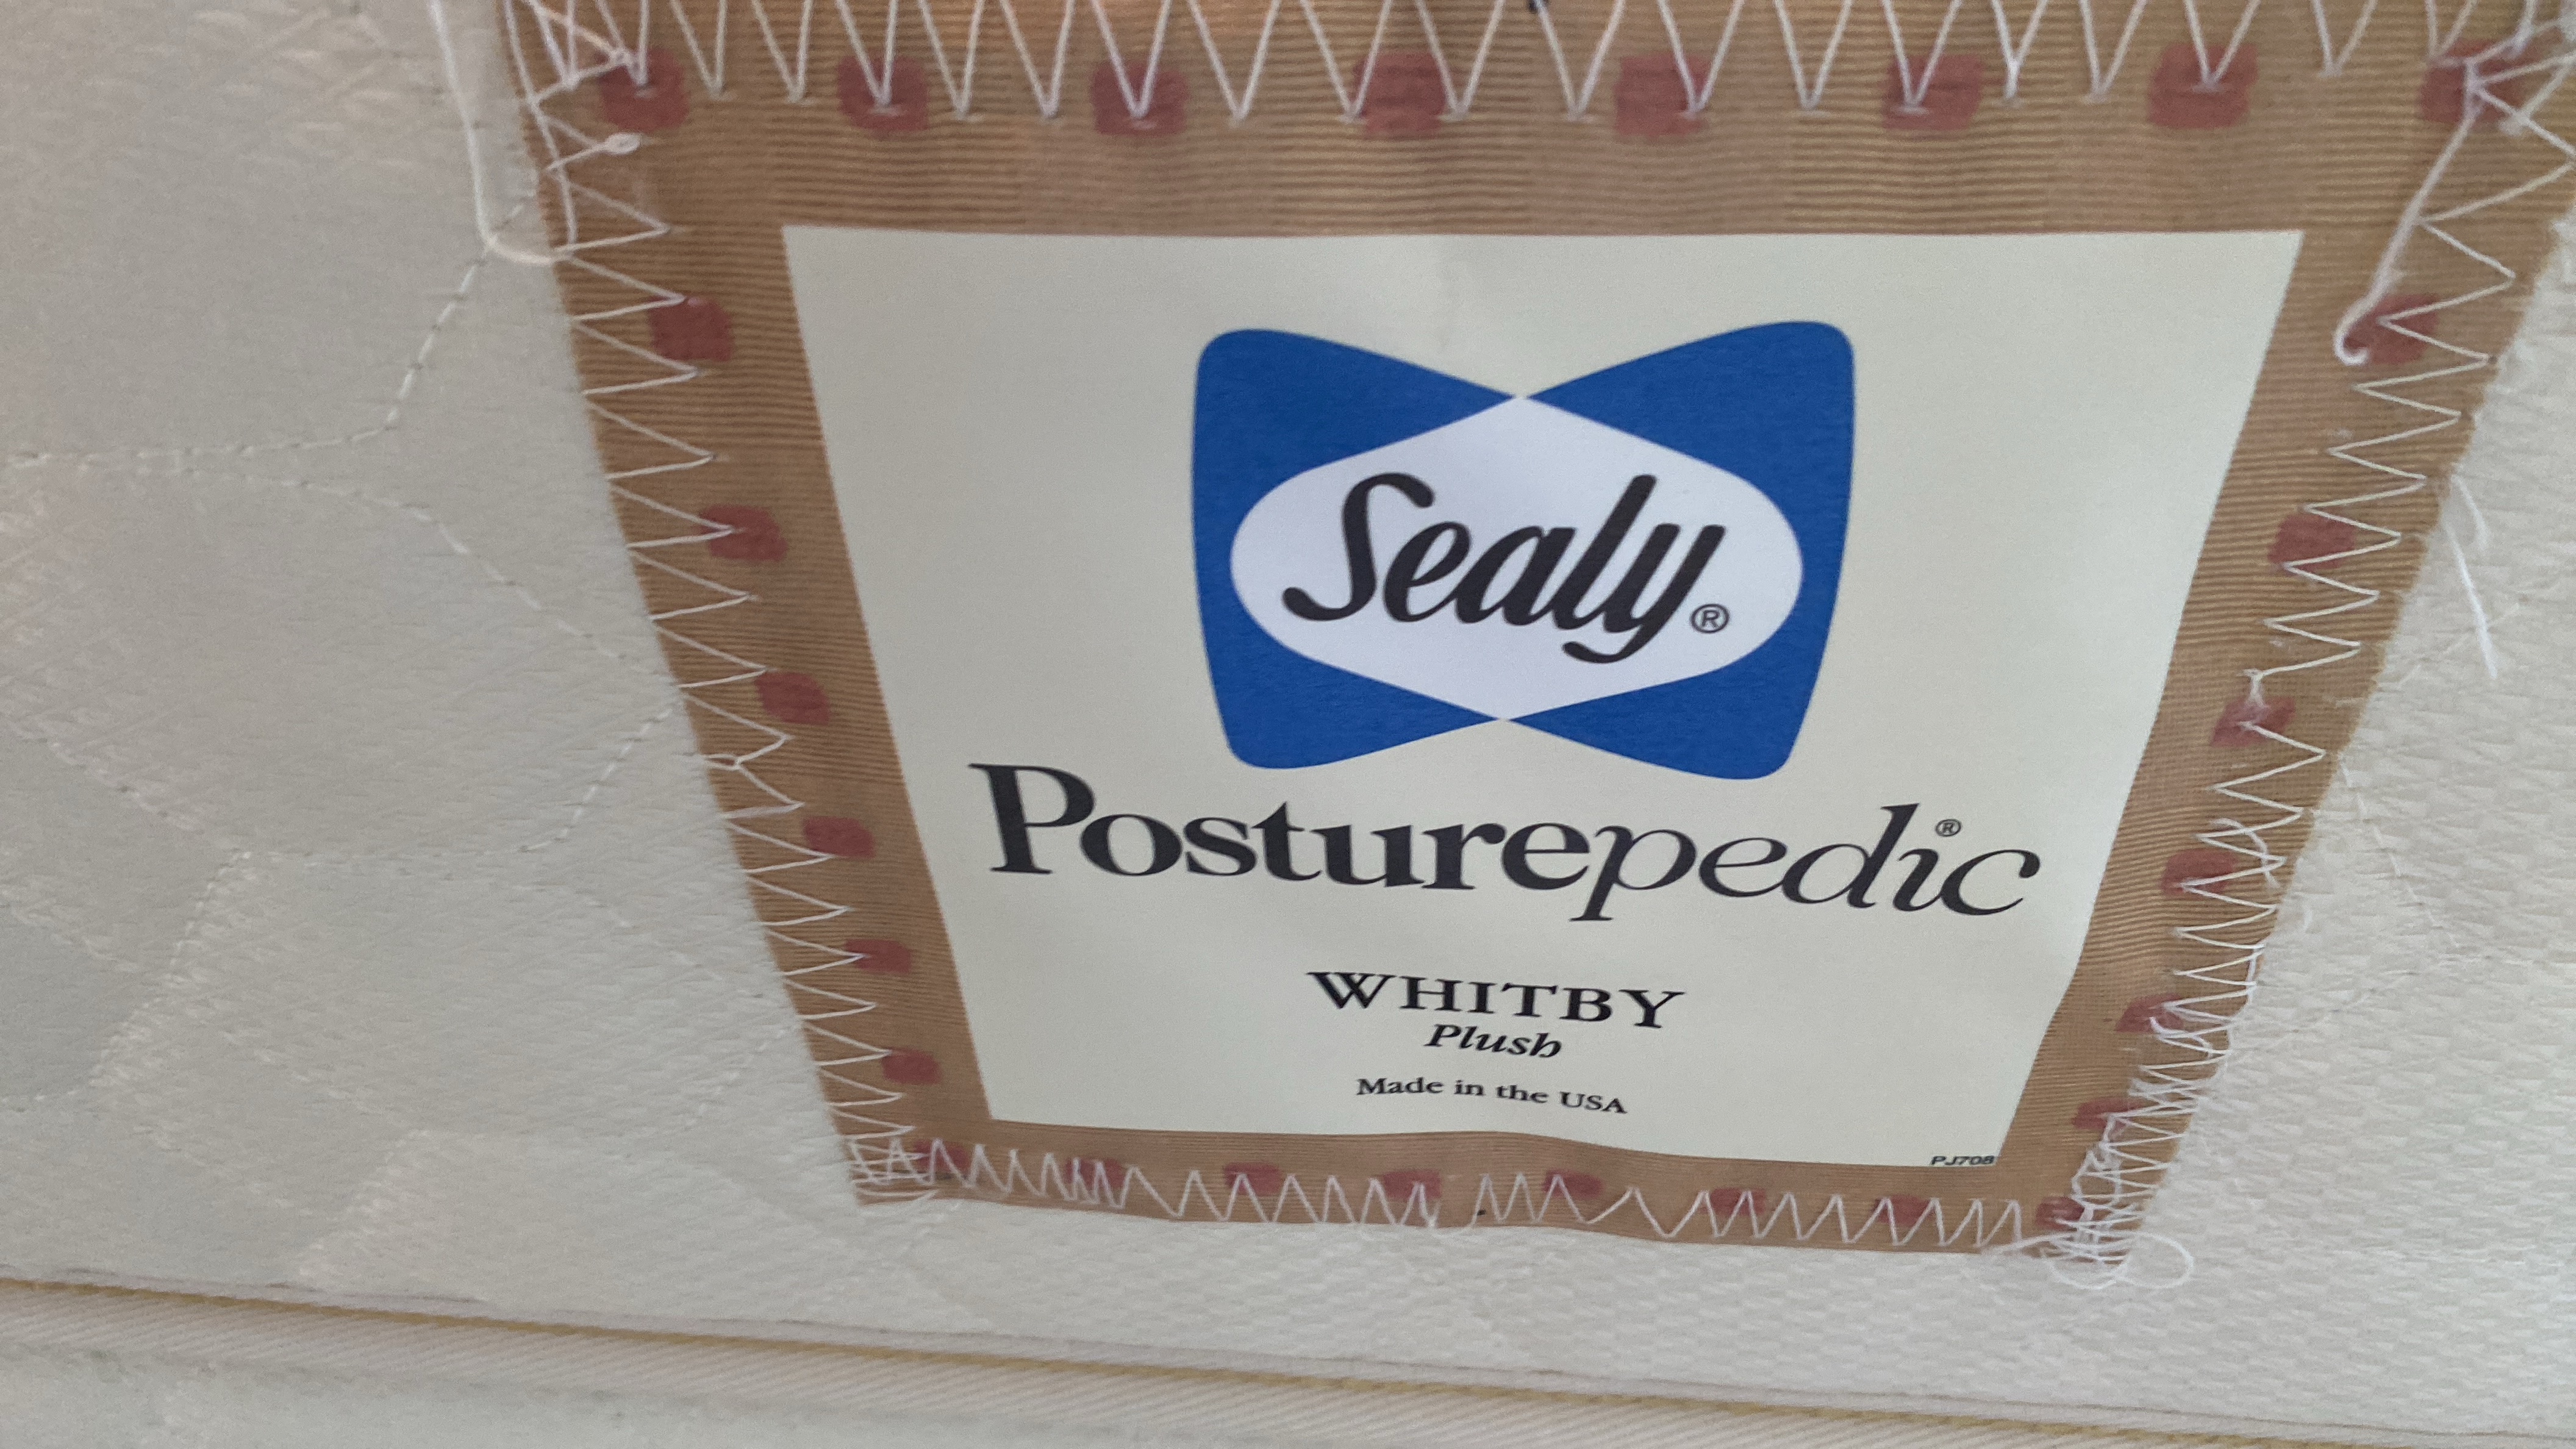 Sealy®
Posturepedic®
WHITBY
Plush
Made in the USA
PJ708